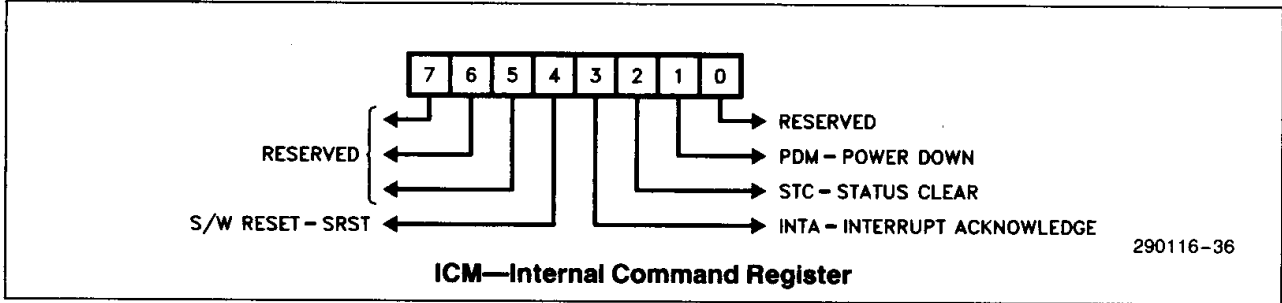 7 6 5 4 3 2 1 0
RESERVED
RESERVED
PDM – POWER DOWN
STC – STATUS CLEAR
S/W RESET – SRST
INTA – INTERRUPT ACKNOWLEDGE
290116–36
ICM—Internal Command Register